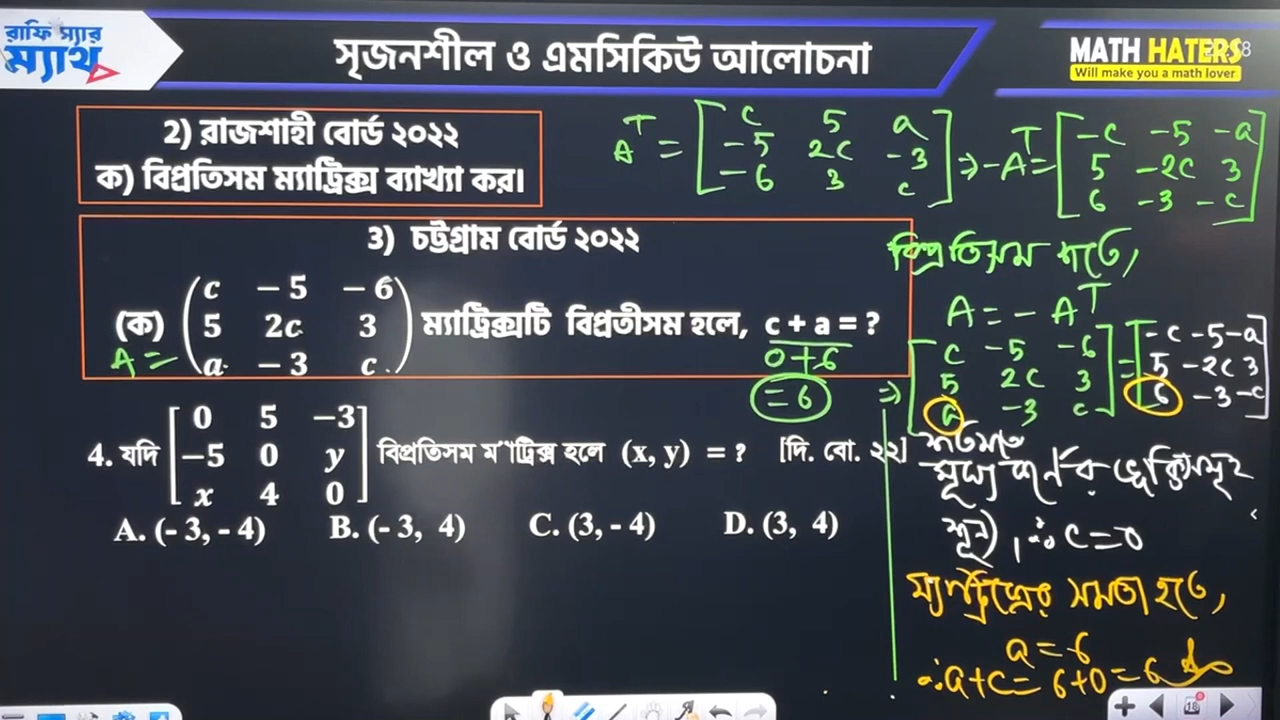 রাফি স্যার
ম্যাথ
সৃজনশীল ও এমসিকিউ আলোচনা
MATH HATERS
Will make you a math lover
2) রাজশাহী বোর্ড ২০২২
ক) বিপ্রতিসম ম্যাট্রিক্স ব্যাখ্যা কর।
A^T = [ c 5 a
-5 2c -3
-6 3 c ] ⇒ -A^T = [ -c -5 -a
5 -2c 3
6 -3 -c ]
3) চট্টগ্রাম বোর্ড ২০২২
c -5 -6
(ক) 5 2c 3 ম্যাট্রিক্সটি বিপ্রতীসম হলে, c + a = ?
A = a -3 c
0+6
= 6
4. যদি
0 5 -3
-5 0 y
x 4 0
বিপ্রতিসম ম্যাট্রিক্স হলে (x, y) = ? [দি. বো. ২২]
A. (- 3, - 4) B. (- 3, 4) C. (3, - 4) D. (3, 4)
বিপ্রতিসম শর্তে,
A = - A^T
⇒ [ c -5 -6
5 2c 3
a -3 c ] = [ -c -5 -a
5 -2c 3
6 -3 -c ]
শর্তমতে
মূখ্য কর্নের ভুক্তিসমূহ
শূন্য, ∴ c = 0
ম্যাট্রিক্সের সমতা হতে,
a = 6
∴ a + c = 6 + 0 = 6
18